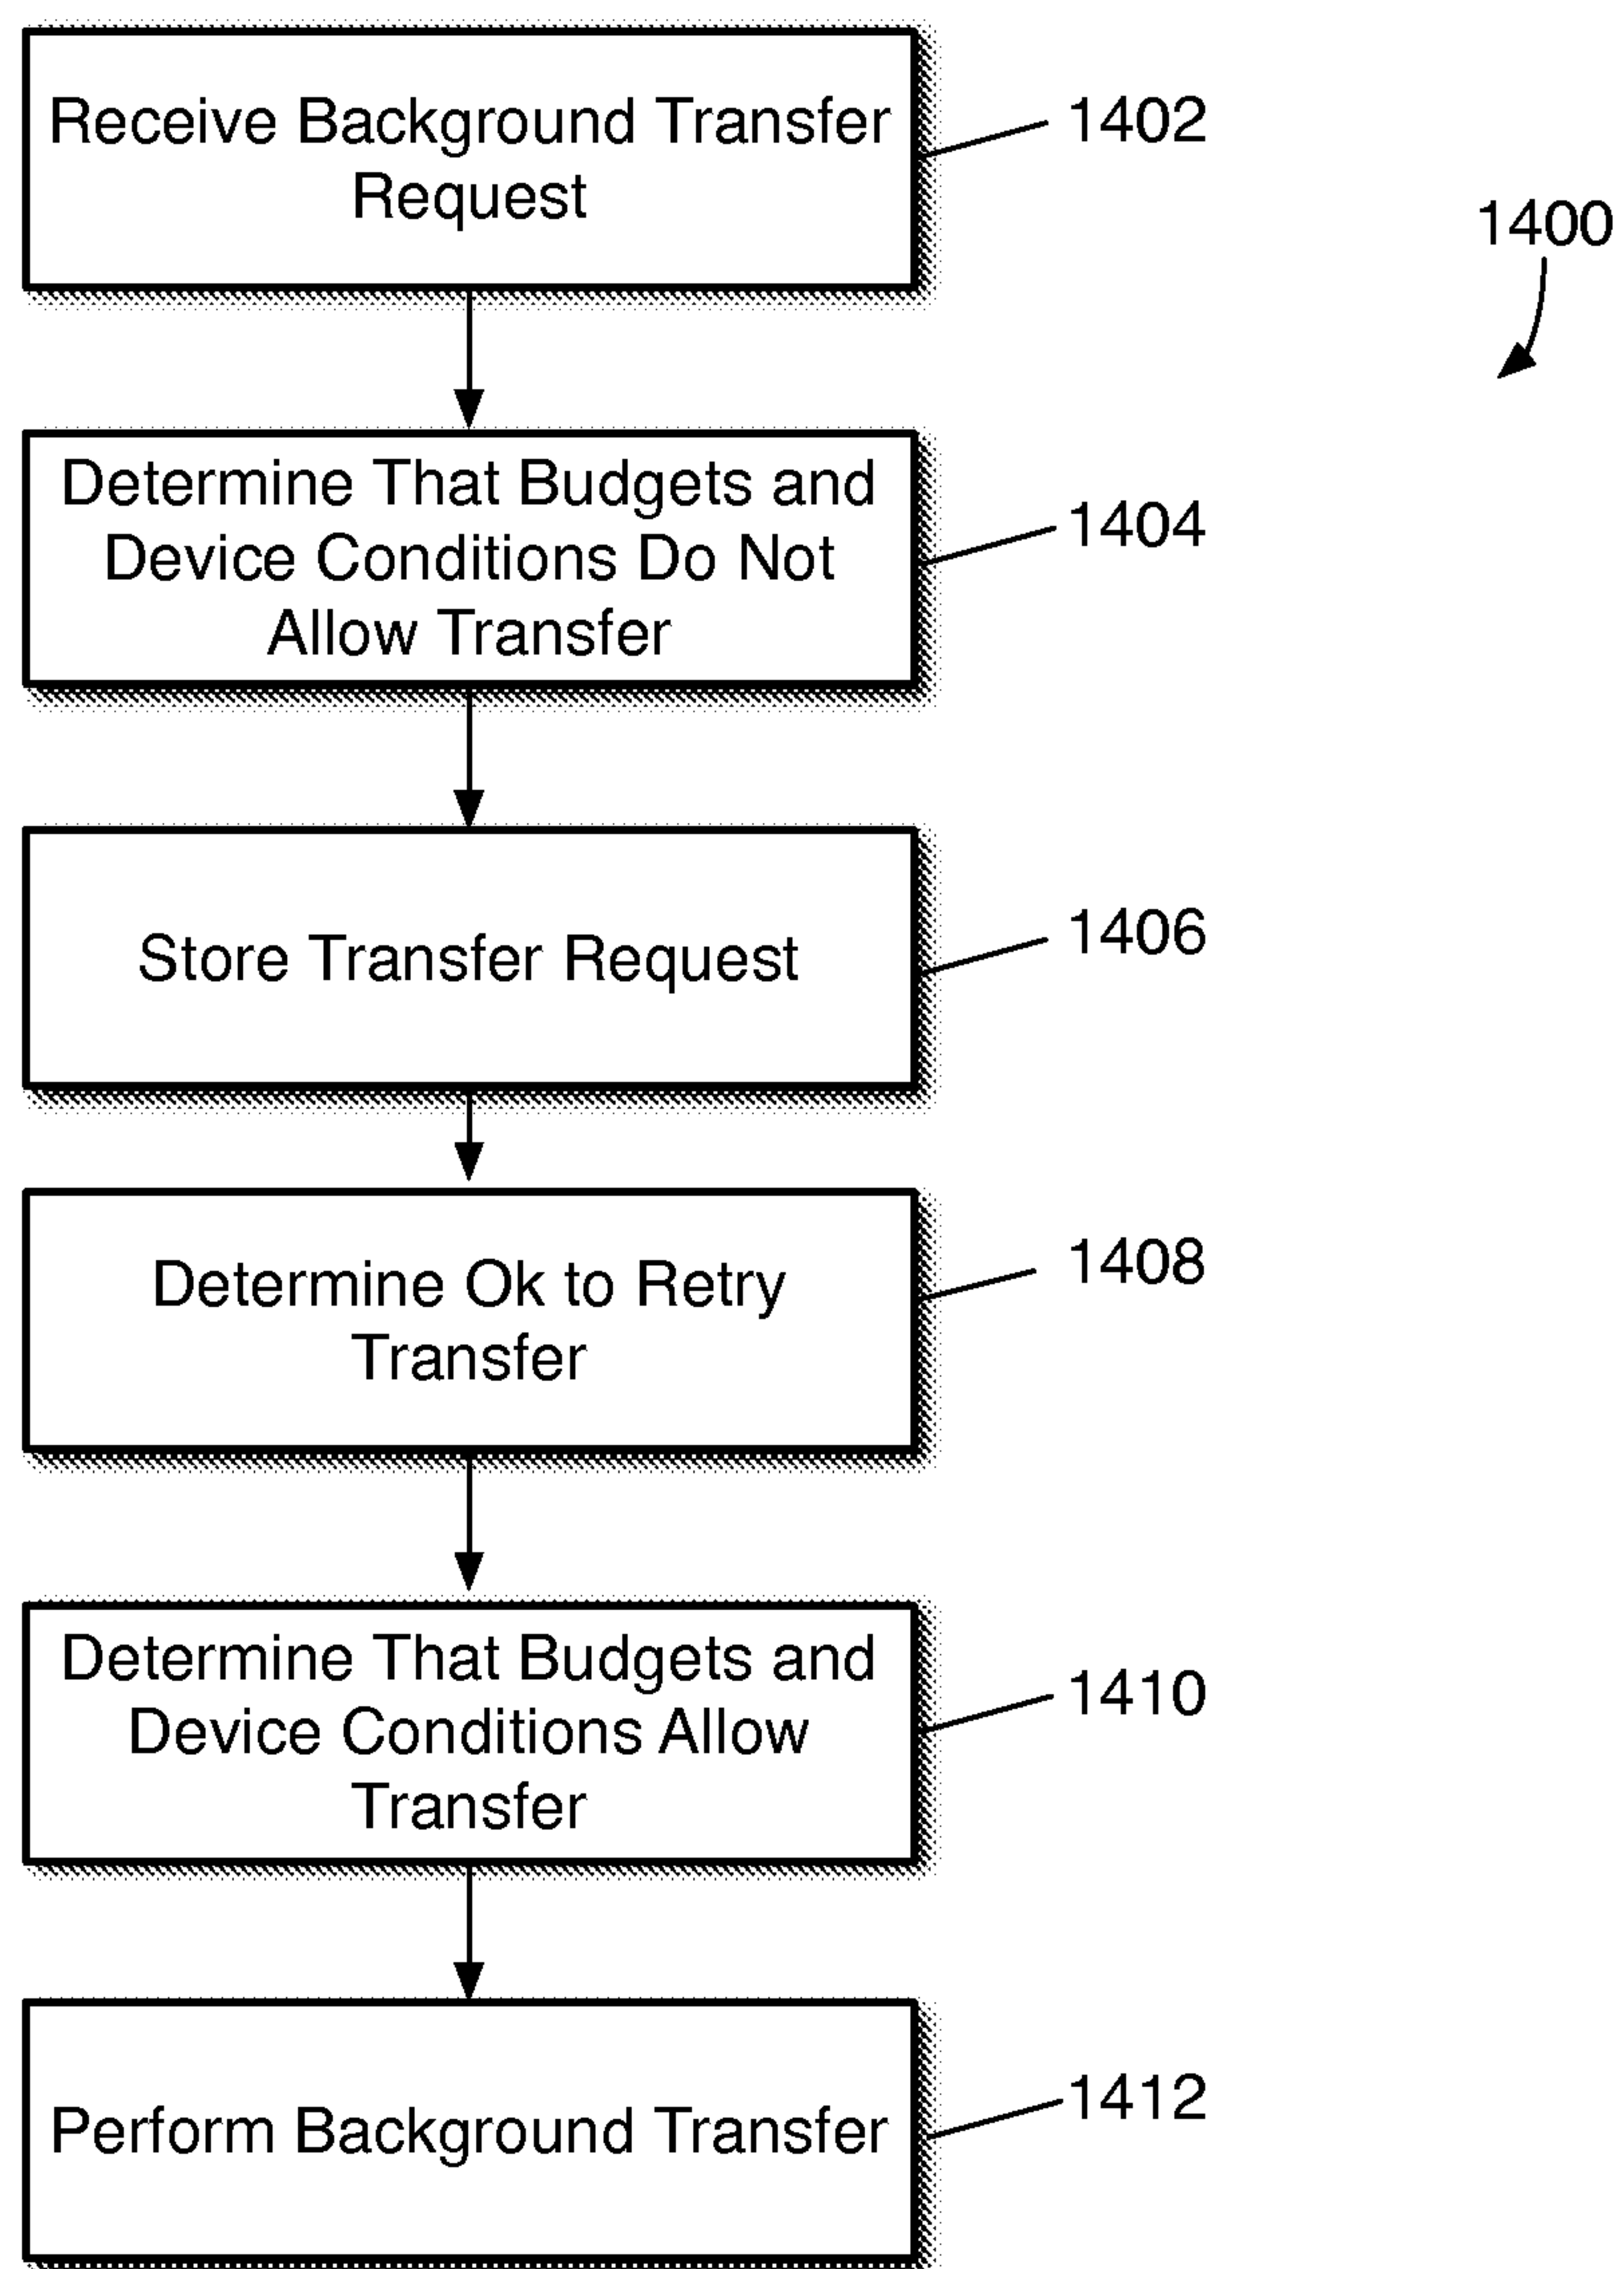 Receive Background Transfer
Request
1402
1400
Determine That Budgets and
Device Conditions Do Not
Allow Transfer
1404
Store Transfer Request
1406
Determine Ok to Retry
Transfer
1408
Determine That Budgets and
Device Conditions Allow
Transfer
1410
Perform Background Transfer
1412